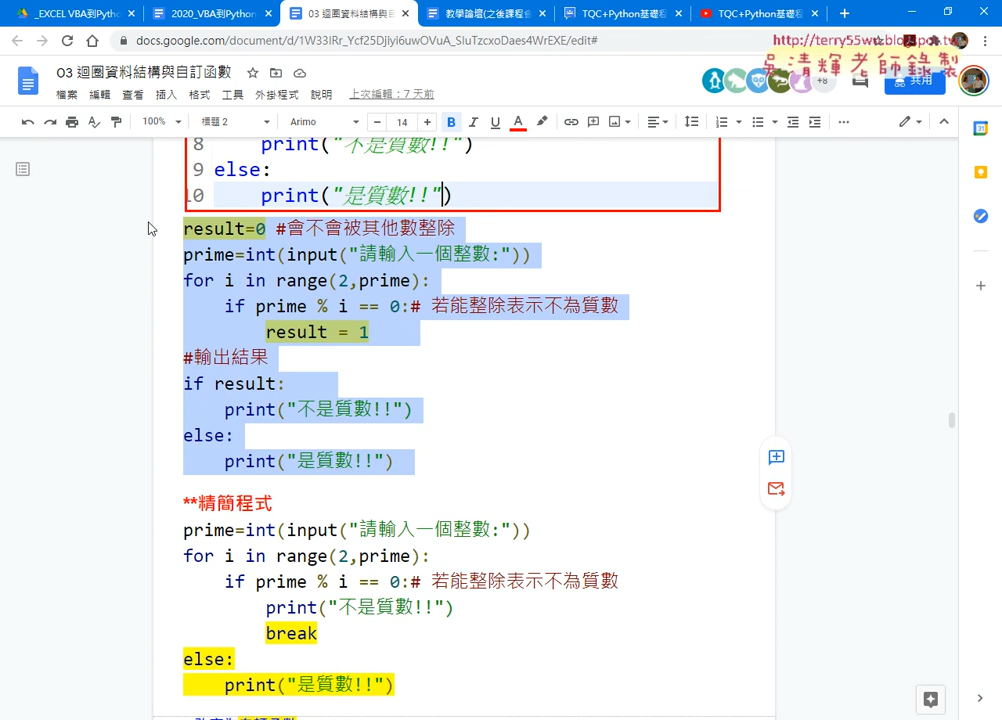 _EXCEL VBA到Pytho
2020_VBA到Python
03 迴圈資料結構與自
教學論壇(之後課程會
TQC+Python基礎程
TQC+Python基礎程
docs.google.com/document/d/1W33IRr_Ycf25Djiyi6uwOVuA_SluTzcxoDaes4WrEXE/edit#
http://terry55wu.blogspot.tw
吳清輝老師錄製
03 迴圈資料結構與自訂函數
+8
共用
檔案 編輯 查看 插入 格式 工具 外掛程式 說明 上次編輯：7 天前
100% 標題 2 Arimo 14 B I U A
8 print("不是質數!!")
9 else:
10 print("是質數!!")
result=0 #會不會被其他數整除
prime=int(input("請輸入一個整數:"))
for i in range(2,prime):
if prime % i == 0:# 若能整除表示不為質數
result = 1
#輸出結果
if result:
print("不是質數!!")
else:
print("是質數!!")
**精簡程式
prime=int(input("請輸入一個整數:"))
for i in range(2,prime):
if prime % i == 0:# 若能整除表示不為質數
print("不是質數!!")
break
else:
print("是質數!!")